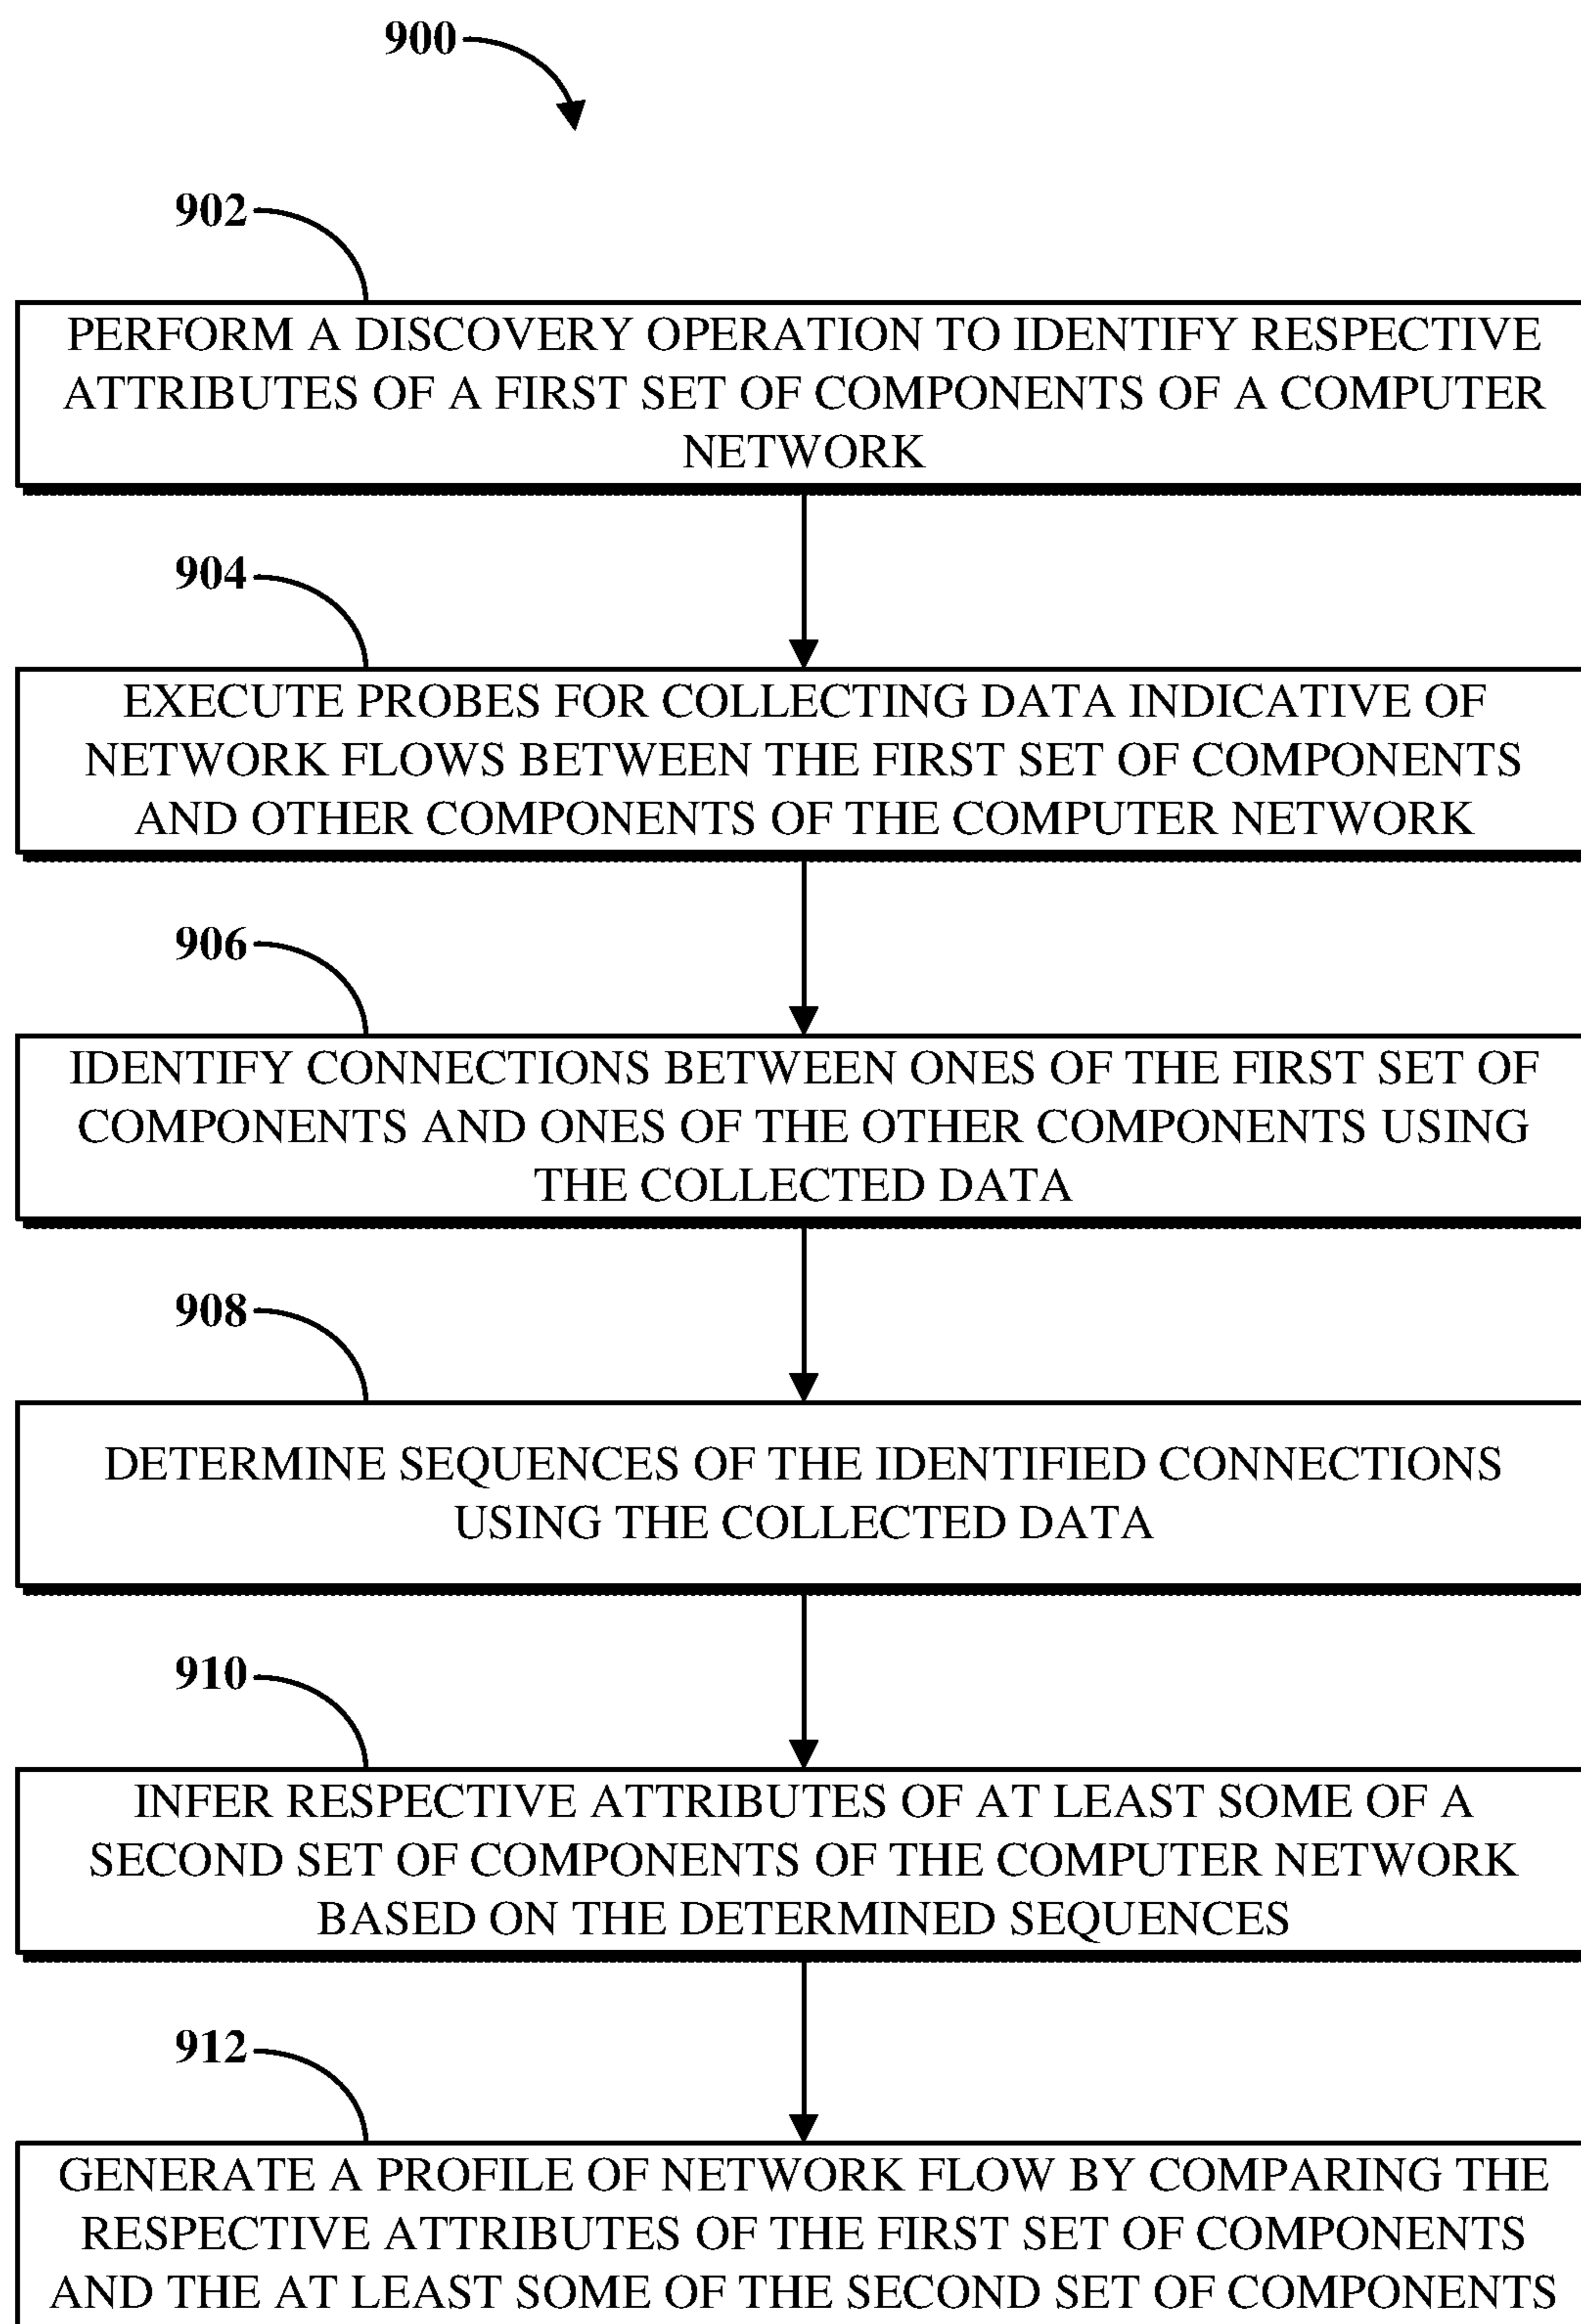 900
902
PERFORM A DISCOVERY OPERATION TO IDENTIFY RESPECTIVE
ATTRIBUTES OF A FIRST SET OF COMPONENTS OF A COMPUTER
NETWORK
904
EXECUTE PROBES FOR COLLECTING DATA INDICATIVE OF
NETWORK FLOWS BETWEEN THE FIRST SET OF COMPONENTS
AND OTHER COMPONENTS OF THE COMPUTER NETWORK
906
IDENTIFY CONNECTIONS BETWEEN ONES OF THE FIRST SET OF
COMPONENTS AND ONES OF THE OTHER COMPONENTS USING
THE COLLECTED DATA
908
DETERMINE SEQUENCES OF THE IDENTIFIED CONNECTIONS
USING THE COLLECTED DATA
910
INFER RESPECTIVE ATTRIBUTES OF AT LEAST SOME OF A
SECOND SET OF COMPONENTS OF THE COMPUTER NETWORK
BASED ON THE DETERMINED SEQUENCES
912
GENERATE A PROFILE OF NETWORK FLOW BY COMPARING THE
RESPECTIVE ATTRIBUTES OF THE FIRST SET OF COMPONENTS
AND THE AT LEAST SOME OF THE SECOND SET OF COMPONENTS